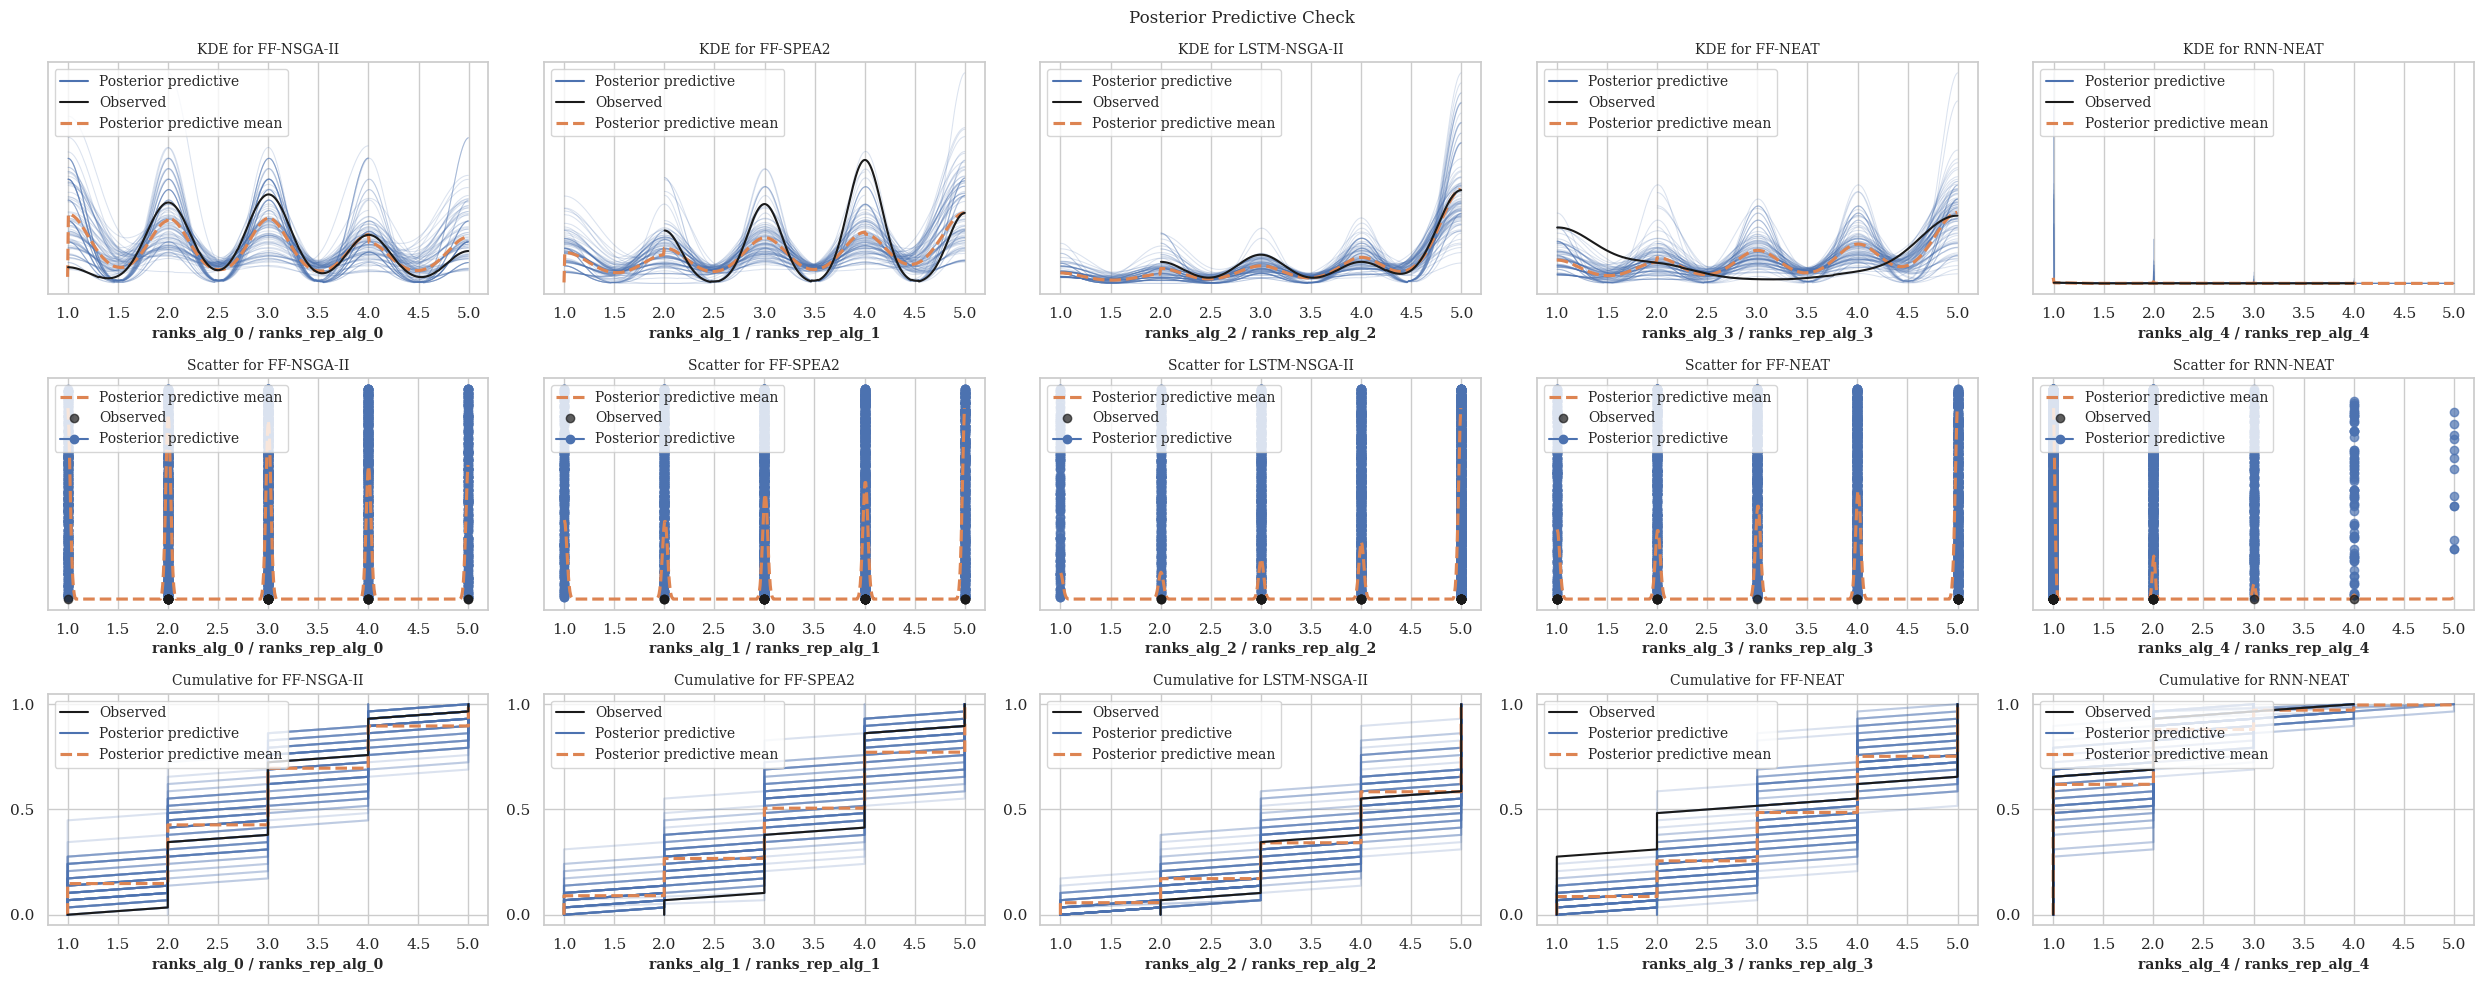 Posterior Predictive Check
KDE for FF-NSGA-II
Posterior predictive
Observed
Posterior predictive mean
1.0 1.5 2.0 2.5 3.0 3.5 4.0 4.5 5.0
ranks_alg_0 / ranks_rep_alg_0
KDE for FF-SPEA2
Posterior predictive
Observed
Posterior predictive mean
1.0 1.5 2.0 2.5 3.0 3.5 4.0 4.5 5.0
ranks_alg_1 / ranks_rep_alg_1
KDE for LSTM-NSGA-II
Posterior predictive
Observed
Posterior predictive mean
1.0 1.5 2.0 2.5 3.0 3.5 4.0 4.5 5.0
ranks_alg_2 / ranks_rep_alg_2
KDE for FF-NEAT
Posterior predictive
Observed
Posterior predictive mean
1.0 1.5 2.0 2.5 3.0 3.5 4.0 4.5 5.0
ranks_alg_3 / ranks_rep_alg_3
KDE for RNN-NEAT
Posterior predictive
Observed
Posterior predictive mean
1.0 1.5 2.0 2.5 3.0 3.5 4.0 4.5 5.0
ranks_alg_4 / ranks_rep_alg_4
Scatter for FF-NSGA-II
Posterior predictive mean
Observed
Posterior predictive
1.0 1.5 2.0 2.5 3.0 3.5 4.0 4.5 5.0
ranks_alg_0 / ranks_rep_alg_0
Scatter for FF-SPEA2
Posterior predictive mean
Observed
Posterior predictive
1.0 1.5 2.0 2.5 3.0 3.5 4.0 4.5 5.0
ranks_alg_1 / ranks_rep_alg_1
Scatter for LSTM-NSGA-II
Posterior predictive mean
Observed
Posterior predictive
1.0 1.5 2.0 2.5 3.0 3.5 4.0 4.5 5.0
ranks_alg_2 / ranks_rep_alg_2
Scatter for FF-NEAT
Posterior predictive mean
Observed
Posterior predictive
1.0 1.5 2.0 2.5 3.0 3.5 4.0 4.5 5.0
ranks_alg_3 / ranks_rep_alg_3
Scatter for RNN-NEAT
Posterior predictive mean
Observed
Posterior predictive
1.0 1.5 2.0 2.5 3.0 3.5 4.0 4.5 5.0
ranks_alg_4 / ranks_rep_alg_4
Cumulative for FF-NSGA-II
1.0
0.5
0.0
Observed
Posterior predictive
Posterior predictive mean
1.0 1.5 2.0 2.5 3.0 3.5 4.0 4.5 5.0
ranks_alg_0 / ranks_rep_alg_0
Cumulative for FF-SPEA2
1.0
0.5
0.0
Observed
Posterior predictive
Posterior predictive mean
1.0 1.5 2.0 2.5 3.0 3.5 4.0 4.5 5.0
ranks_alg_1 / ranks_rep_alg_1
Cumulative for LSTM-NSGA-II
1.0
0.5
0.0
Observed
Posterior predictive
Posterior predictive mean
1.0 1.5 2.0 2.5 3.0 3.5 4.0 4.5 5.0
ranks_alg_2 / ranks_rep_alg_2
Cumulative for FF-NEAT
1.0
0.5
0.0
Observed
Posterior predictive
Posterior predictive mean
1.0 1.5 2.0 2.5 3.0 3.5 4.0 4.5 5.0
ranks_alg_3 / ranks_rep_alg_3
Cumulative for RNN-NEAT
1.0
0.5
0.0
Observed
Posterior predictive
Posterior predictive mean
1.0 1.5 2.0 2.5 3.0 3.5 4.0 4.5 5.0
ranks_alg_4 / ranks_rep_alg_4